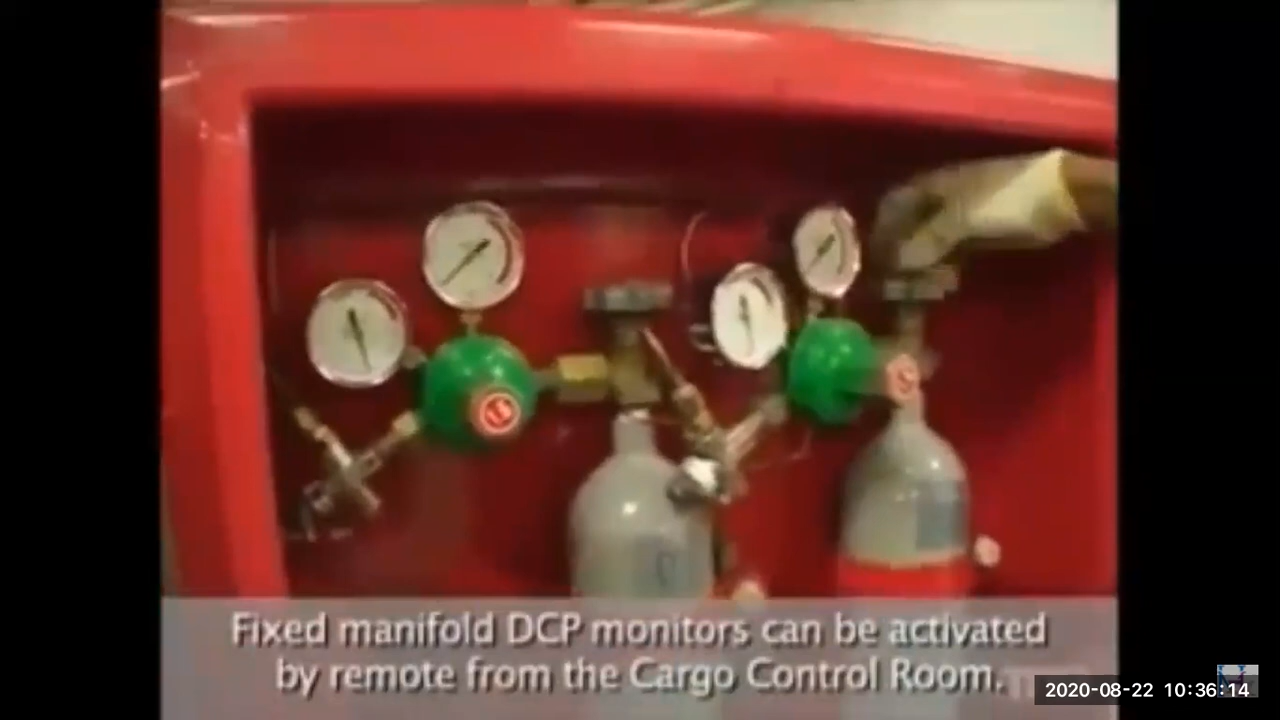 Fixed manifold DCP monitors can be activated
by remote from the Cargo Control Room.
2020-08-22 10:36:14